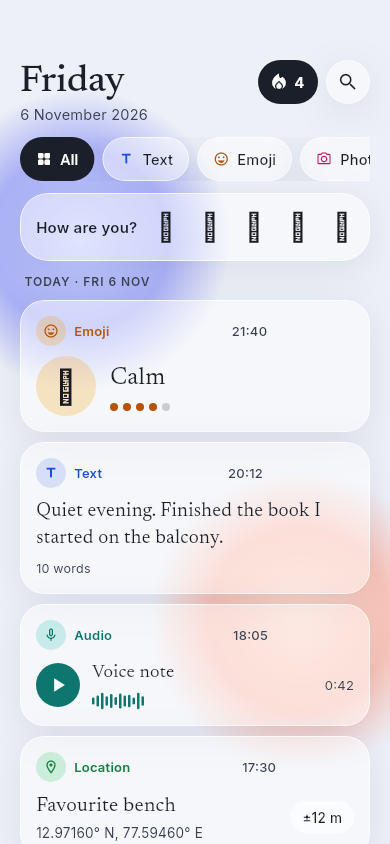 Friday
4
6 November 2026
All
Text
Emoji
Phot
How are you?
TODAY · FRI 6 NOV
Emoji
21:40
Calm
Text
20:12
Quiet evening. Finished the book I
started on the balcony.
10 words
Audio
18:05
Voice note
0:42
Location
17:30
Favourite bench
±12 m
12.97160° N, 77.59460° E